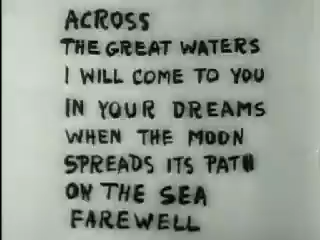 ACROSS
THE GREAT WATERS
I WILL COME TO YOU
IN YOUR DREAMS
WHEN THE MOON
SPREADS ITS PATH
ON THE SEA
FAREWELL